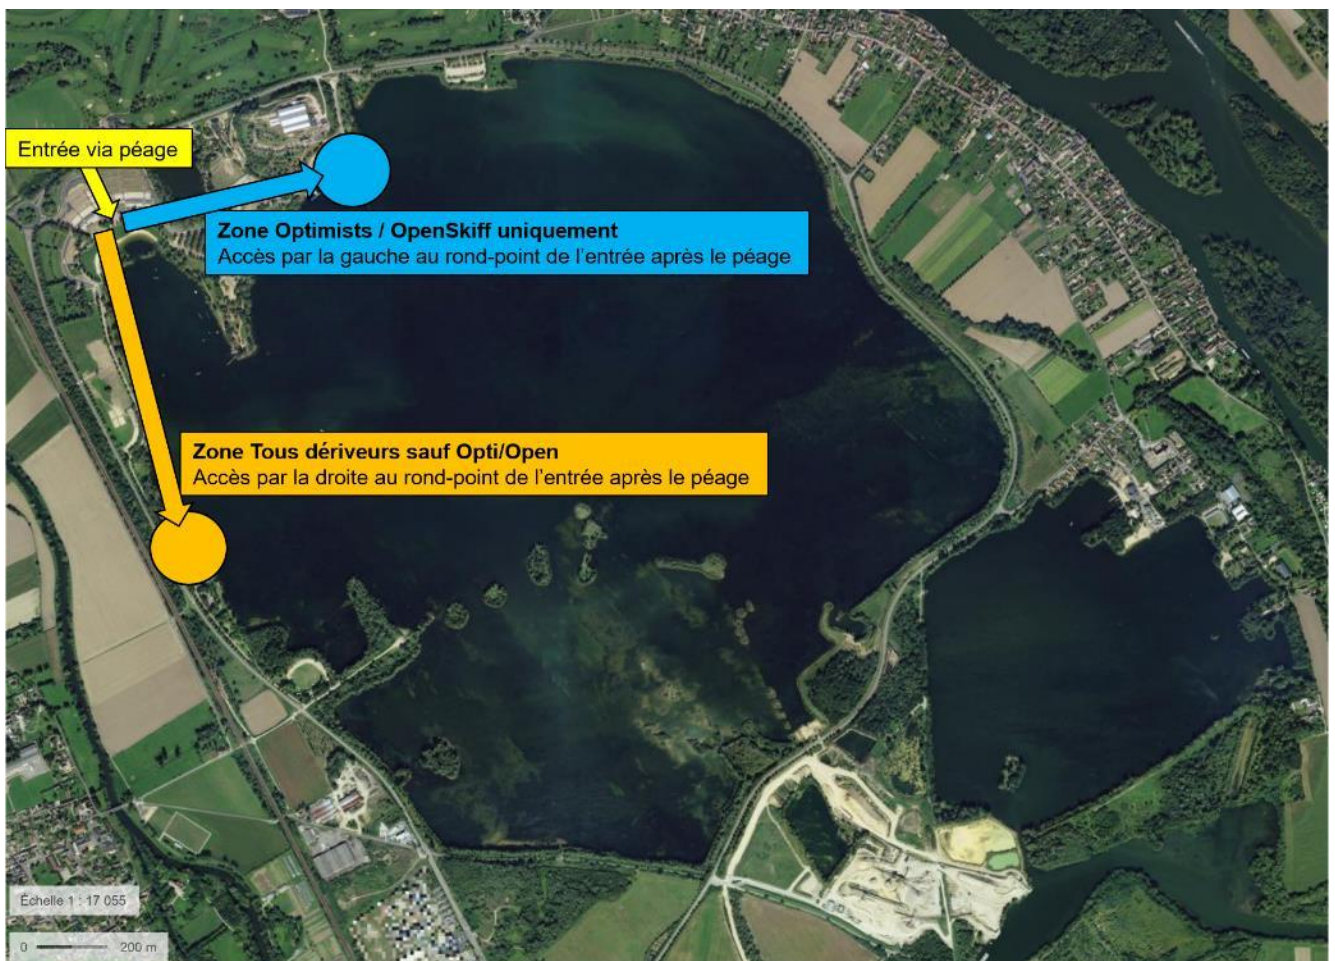 Entrée via péage
Zone Optimists / OpenSkiff uniquement
Accès par la gauche au rond-point de l'entrée après le péage
Zone Tous dériveurs sauf Opti/Open
Accès par la droite au rond-point de l'entrée après le péage
Échelle 1 : 17 055
0 200 m